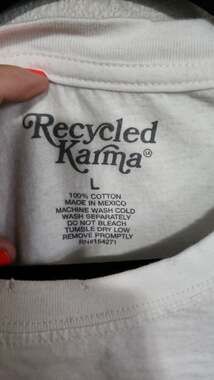 Recycled
Karma
L
100% COTTON
MADE IN MEXICO
MACHINE WASH COLD
WASH SEPARATELY
DO NOT BLEACH
TUMBLE DRY LOW
REMOVE PROMPTLY
RN#154271